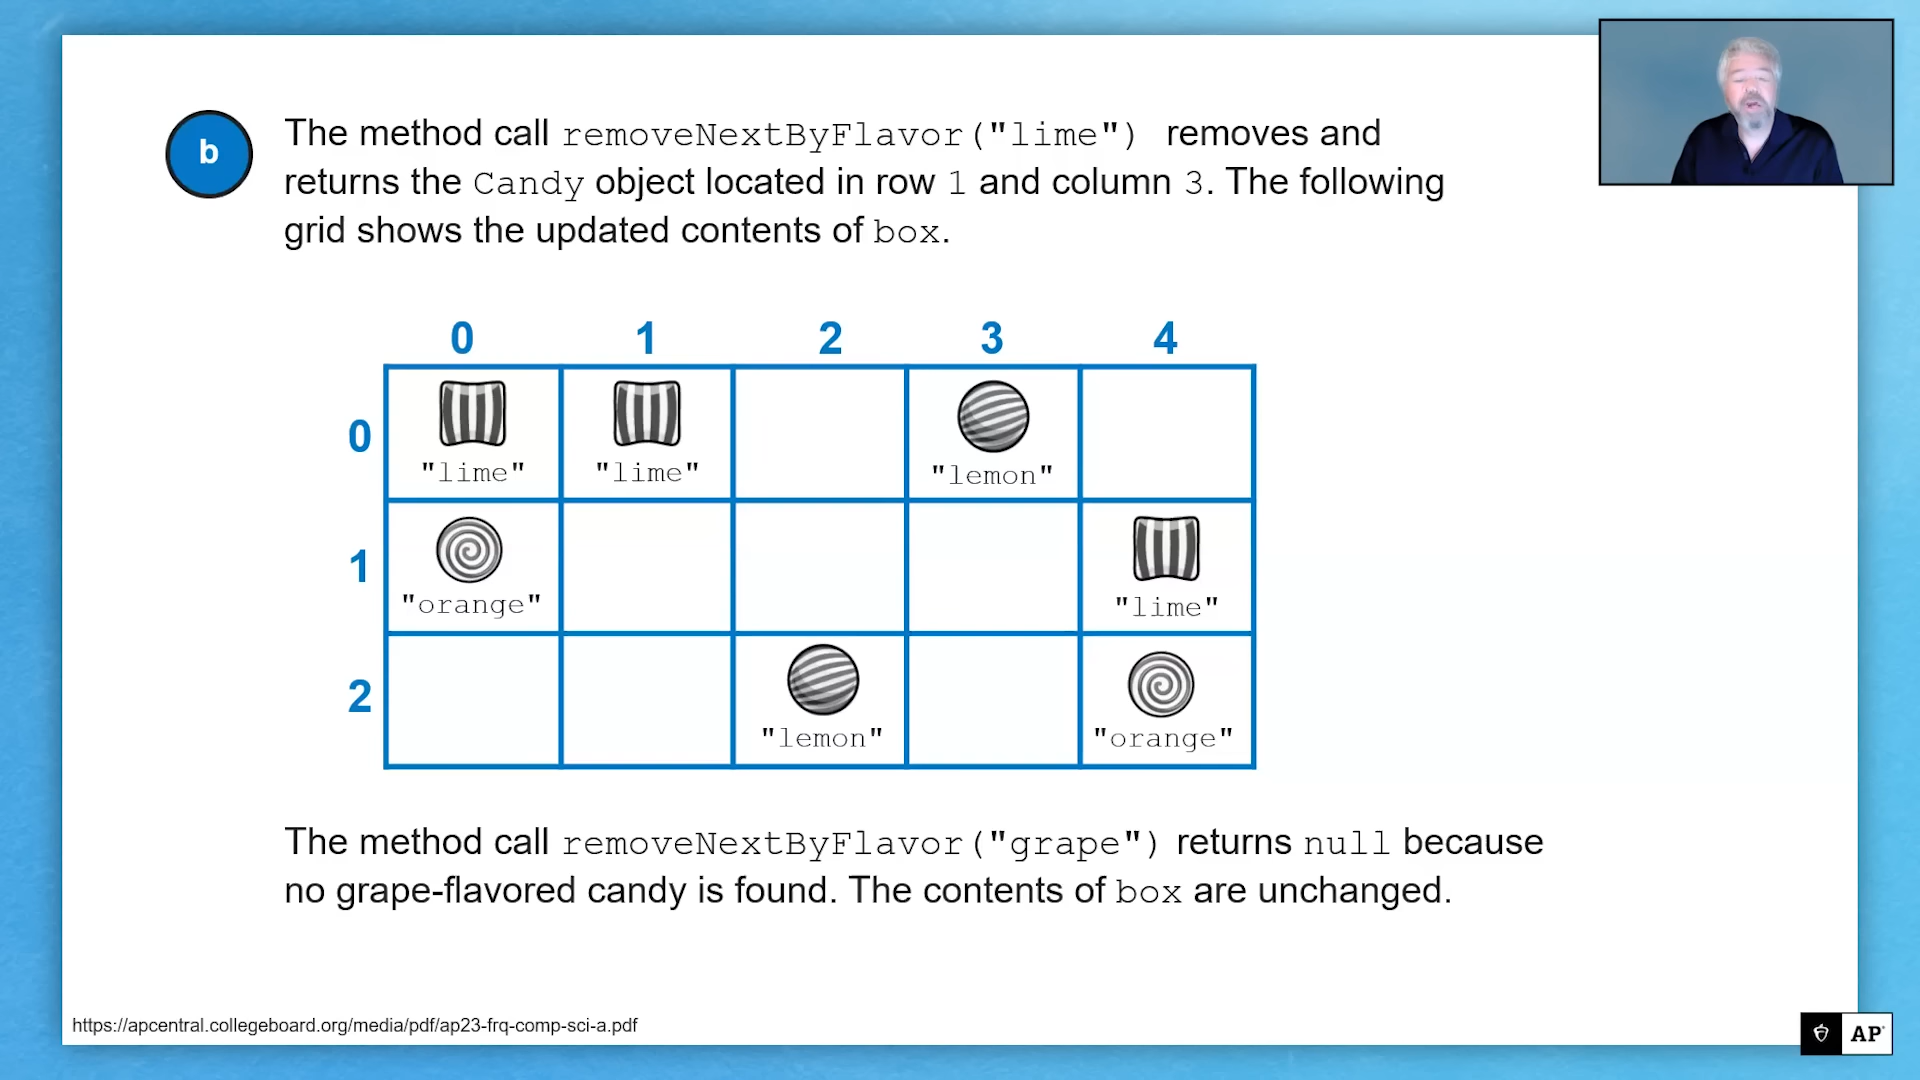 b
The method call removeNextByFlavor("lime") removes and
returns the Candy object located in row 1 and column 3. The following
grid shows the updated contents of box.
0 1 2 3 4
0
"lime" "lime" "lemon"
1
"orange" "lime"
2
"lemon" "orange"
The method call removeNextByFlavor("grape") returns null because
no grape-flavored candy is found. The contents of box are unchanged.
https://apcentral.collegeboard.org/media/pdf/ap23-frq-comp-sci-a.pdf
AP